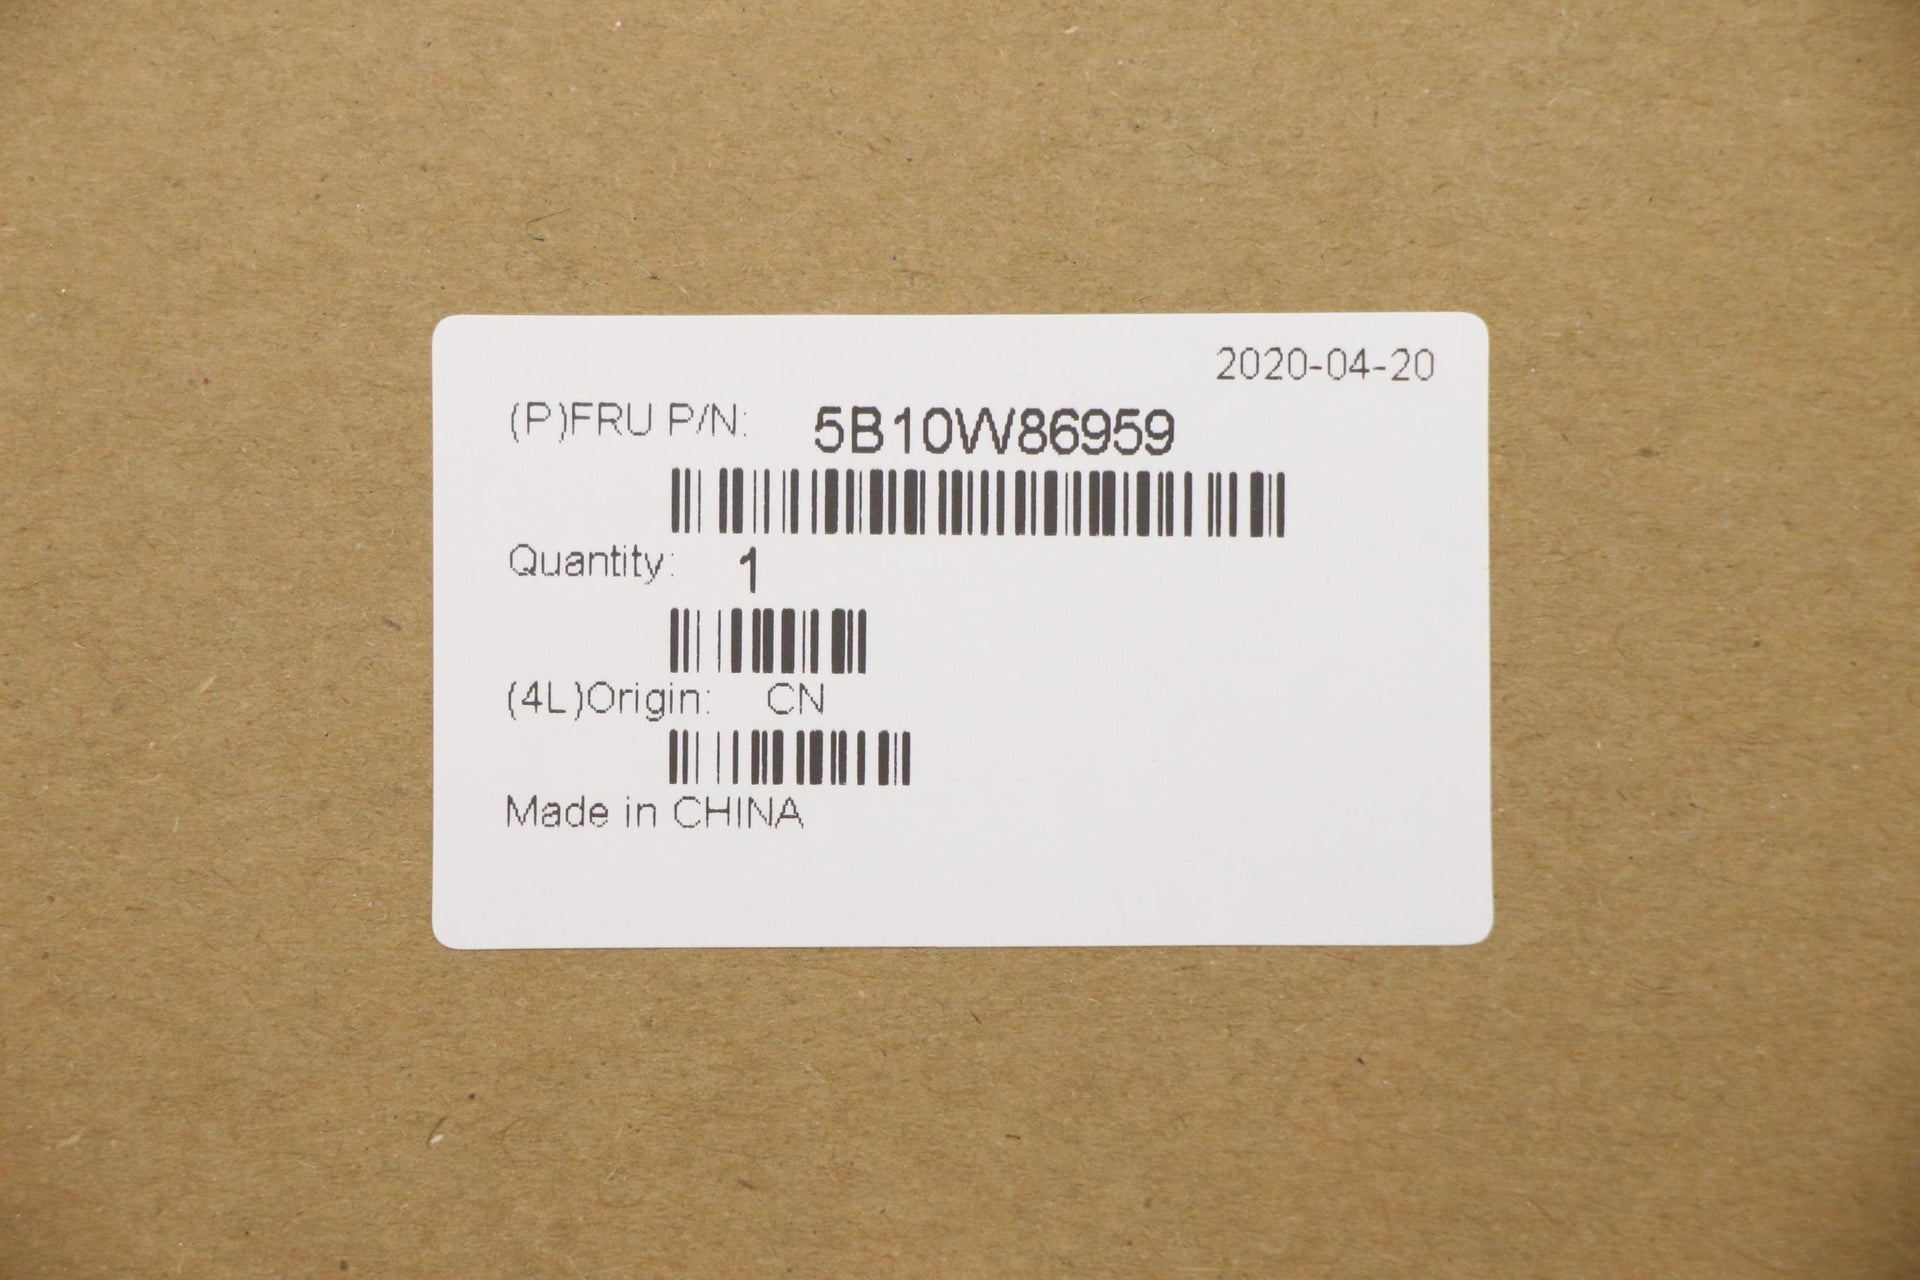 2020-04-20
(P)FRU P/N: 5B10W86959
Quantity: 1
(4L)Origin: CN
Made in CHINA